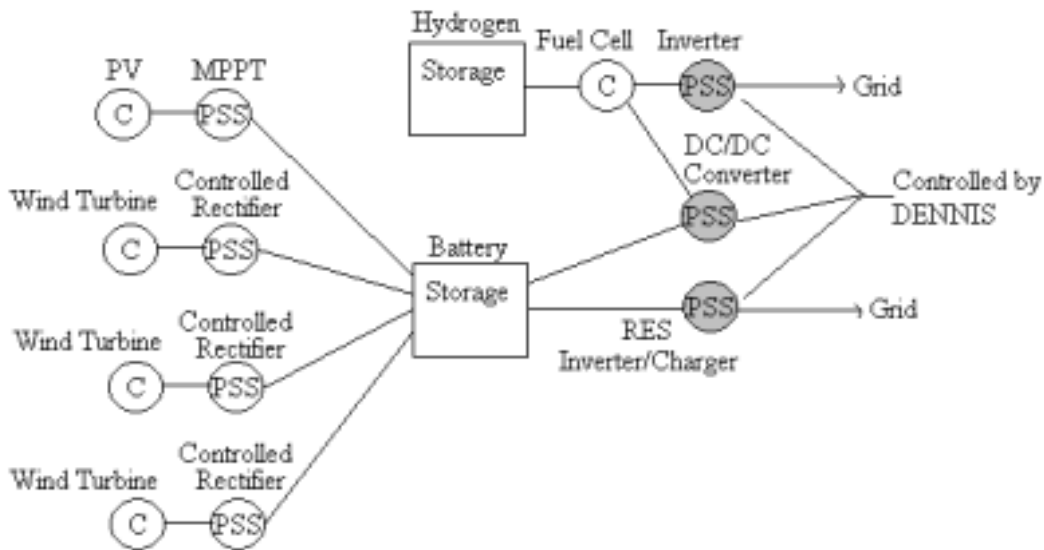 Hydrogen
Storage
Fuel Cell
C
Inverter
PSS
Grid
PV
C
MPPT
PSS
DC/DC
Converter
PSS
Controlled by
DENNIS
Wind Turbine
C
Controlled
Rectifier
PSS
Battery
Storage
PSS
Grid
RES
Inverter/Charger
Wind Turbine
C
Controlled
Rectifier
PSS
Wind Turbine
C
Controlled
Rectifier
PSS